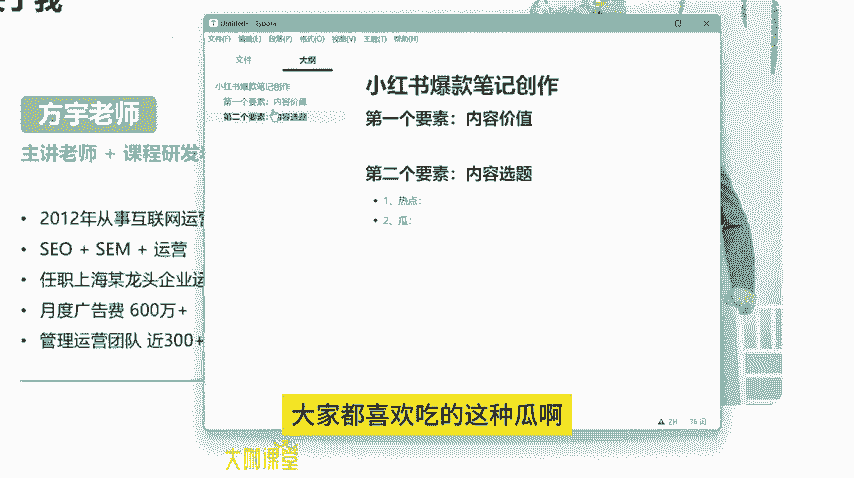 于我
方宇老师
主讲老师 + 课程研发
• 2012年从事互联网运营
• SEO + SEM + 运营
• 任职上海某龙头企业运
• 月度广告费 600万+
• 管理运营团队 近300+
文件(F) 编辑(E) 段落(P) 格式(O) 视图(V) 主题(T) 帮助(H)
文件 大纲
小红书爆款笔记创作
第一个要素：内容价值
第二个要素：内容选题
小红书爆款笔记创作
第一个要素：内容价值
第二个要素：内容选题
• 1、热点：
• 2、瓜：
ZH 76 词
大家都喜欢吃的这种瓜啊
大咖课堂